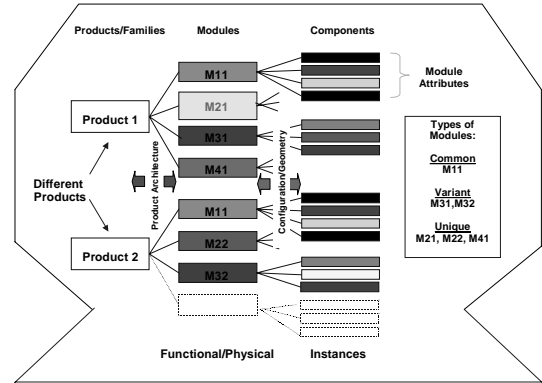 Products/Families
Modules
Components
M11
M21
M31
M41
M11
M22
M32
Product 1
Product 2
Different
Products
Product Architecture
Configuration/Geometry
Module
Attributes
Types of
Modules:
Common
M11
Variant
M31,M32
Unique
M21, M22, M41
Functional/Physical
Instances